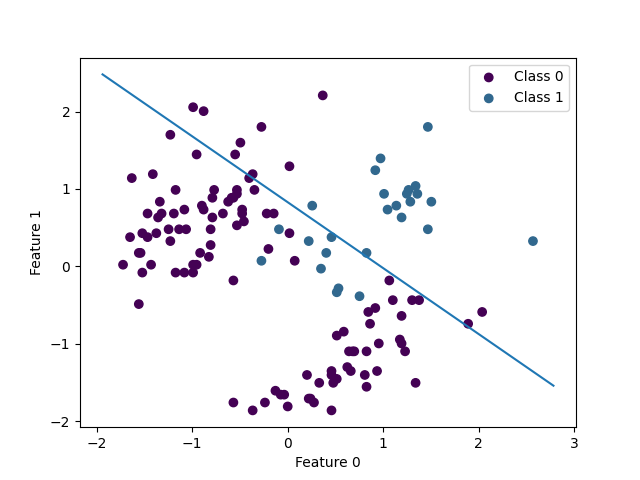 Class 0
Class 1
2
1
0
−1
−2
Feature 1
−2 −1 0 1 2 3
Feature 0